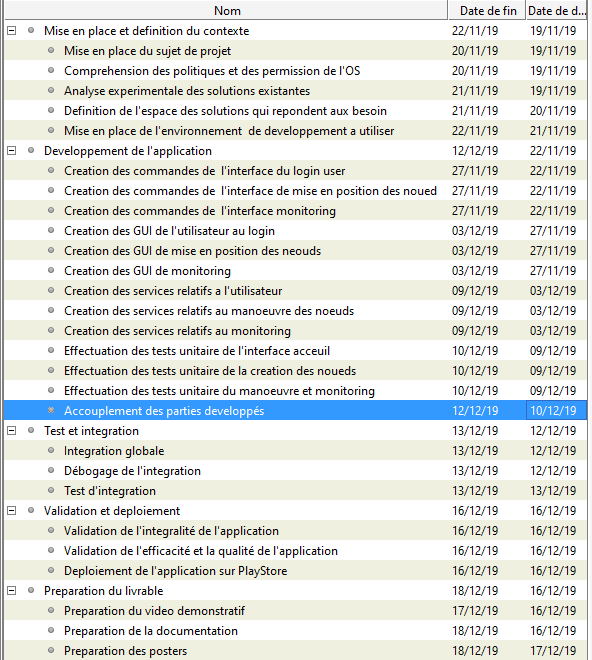 Nom Date de fin Date de d...
Mise en place et definition du contexte 22/11/19 19/11/19
Mise en place du sujet de projet 20/11/19 19/11/19
Comprehension des politiques et des permission de l'OS 20/11/19 19/11/19
Analyse experimentale des solutions existantes 21/11/19 19/11/19
Definition de l'espace des solutions qui repondent aux besoin 21/11/19 20/11/19
Mise en place de l'environnement de developpement a utiliser 22/11/19 21/11/19
Developpement de l'application 12/12/19 22/11/19
Creation des commandes de l'interface du login user 27/11/19 22/11/19
Creation des commandes de l'interface de mise en position des noued 27/11/19 22/11/19
Creation des commandes de l'interface monitoring 27/11/19 22/11/19
Creation des GUI de l'utilisateur au login 03/12/19 27/11/19
Creation des GUI de mise en position des neouds 03/12/19 27/11/19
Creation des GUI de monitoring 03/12/19 27/11/19
Creation des services relatifs a l'utilisateur 09/12/19 03/12/19
Creation des services relatifs au manoeuvre des noeuds 09/12/19 03/12/19
Creation des services relatifs au monitoring 09/12/19 03/12/19
Effectuation des tests unitaire de l'interface acceuil 10/12/19 09/12/19
Effectuation des tests unitaire de la creation des noueds 10/12/19 09/12/19
Effectuation des tests unitaire du manoeuvre et monitoring 10/12/19 09/12/19
Accouplement des parties developpés 12/12/19 10/12/19
Test et integration 13/12/19 12/12/19
Integration globale 13/12/19 12/12/19
Débogage de l'integration 13/12/19 12/12/19
Test d'integration 13/12/19 13/12/19
Validation et deploiement 16/12/19 16/12/19
Validation de l'integralité de l'application 16/12/19 16/12/19
Validation de l'efficacité et la qualité de l'application 16/12/19 16/12/19
Deploiement de l'application sur PlayStore 16/12/19 16/12/19
Preparation du livrable 18/12/19 16/12/19
Preparation du video demonstratif 17/12/19 16/12/19
Preparation de la documentation 18/12/19 16/12/19
Preparation des posters 18/12/19 17/12/19